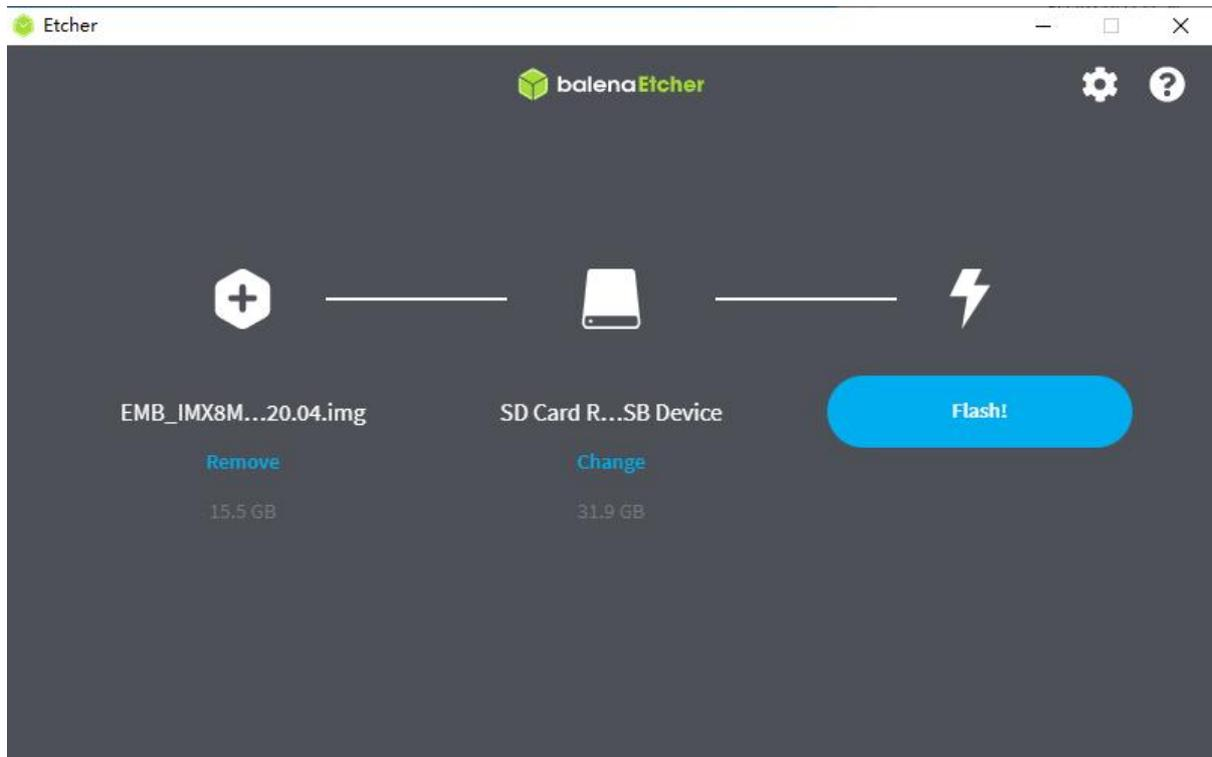 Etcher
balenaEtcher
EMB_IMX8M...20.04.img
SD Card R...SB Device
Flash!
Remove
Change
15.5 GB
31.9 GB